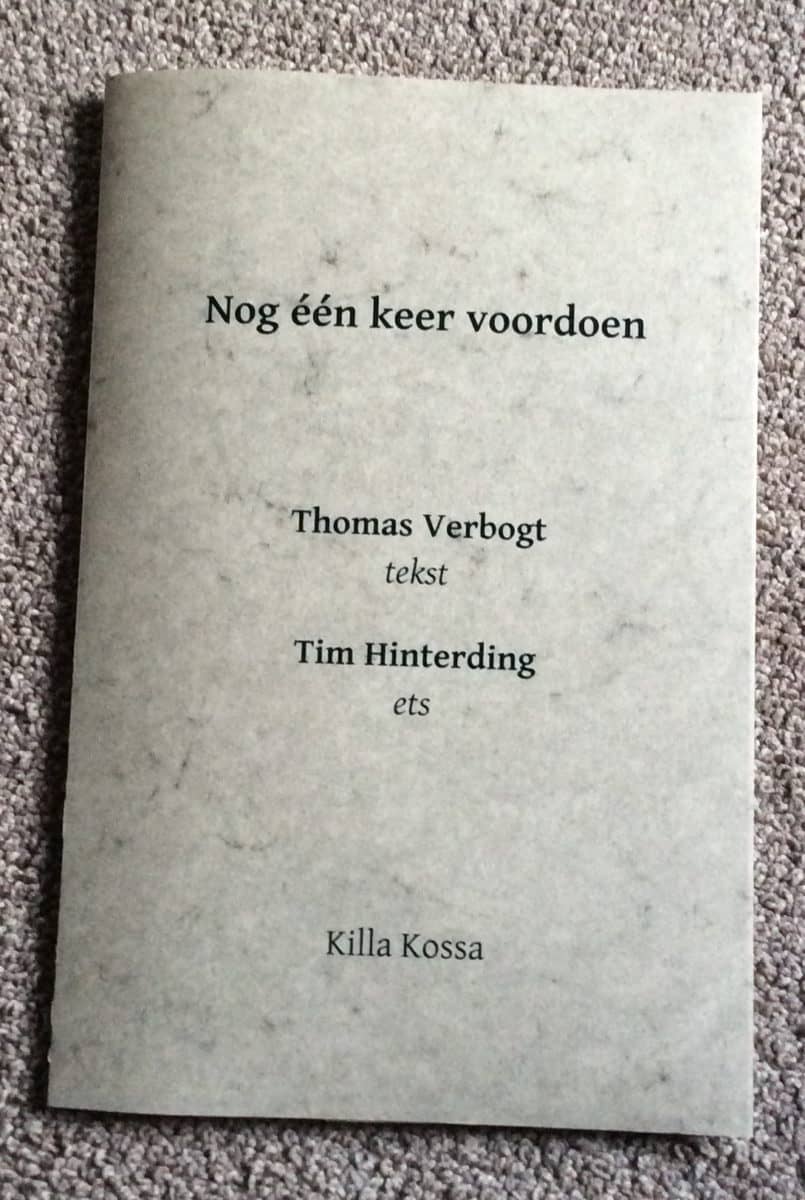 Nog één keer voordoen
Thomas Verbogt
tekst
Tim Hinterding
ets
Killa Kossa